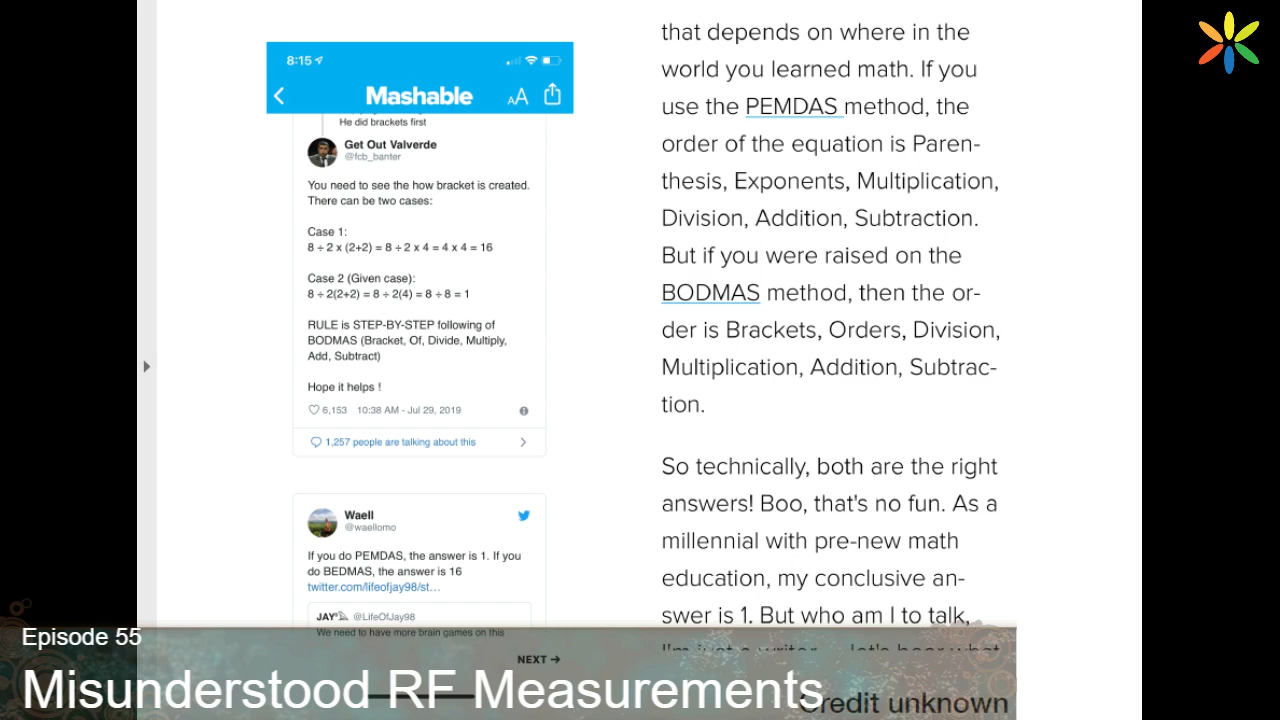 8:15
Mashable
AA
He did brackets first
Get Out Valverde
@fcb_banter
You need to see the how bracket is created.
There can be two cases:
Case 1:
8 ÷ 2 x (2+2) = 8 ÷ 2 x 4 = 4 x 4 = 16
Case 2 (Given case):
8 ÷ 2(2+2) = 8 ÷ 2(4) = 8 ÷ 8 = 1
RULE is STEP-BY-STEP following of
BODMAS (Bracket, Of, Divide, Multiply,
Add, Subtract)
Hope it helps !
6,153 10:38 AM - Jul 29, 2019
1,257 people are talking about this
Waell
@waellomo
If you do PEMDAS, the answer is 1. If you
do BEDMAS, the answer is 16
twitter.com/lifeofjay98/st…
JAY @LifeOfJay98
We need to have more brain games on this
NEXT →
that depends on where in the
world you learned math. If you
use the PEMDAS method, the
order of the equation is Paren-
thesis, Exponents, Multiplication,
Division, Addition, Subtraction.
But if you were raised on the
BODMAS method, then the or-
der is Brackets, Orders, Division,
Multiplication, Addition, Subtrac-
tion.
So technically, both are the right
answers! Boo, that's no fun. As a
millennial with pre-new math
education, my conclusive an-
swer is 1. But who am I to talk,
Episode 55
Misunderstood RF Measurements
Credit unknown